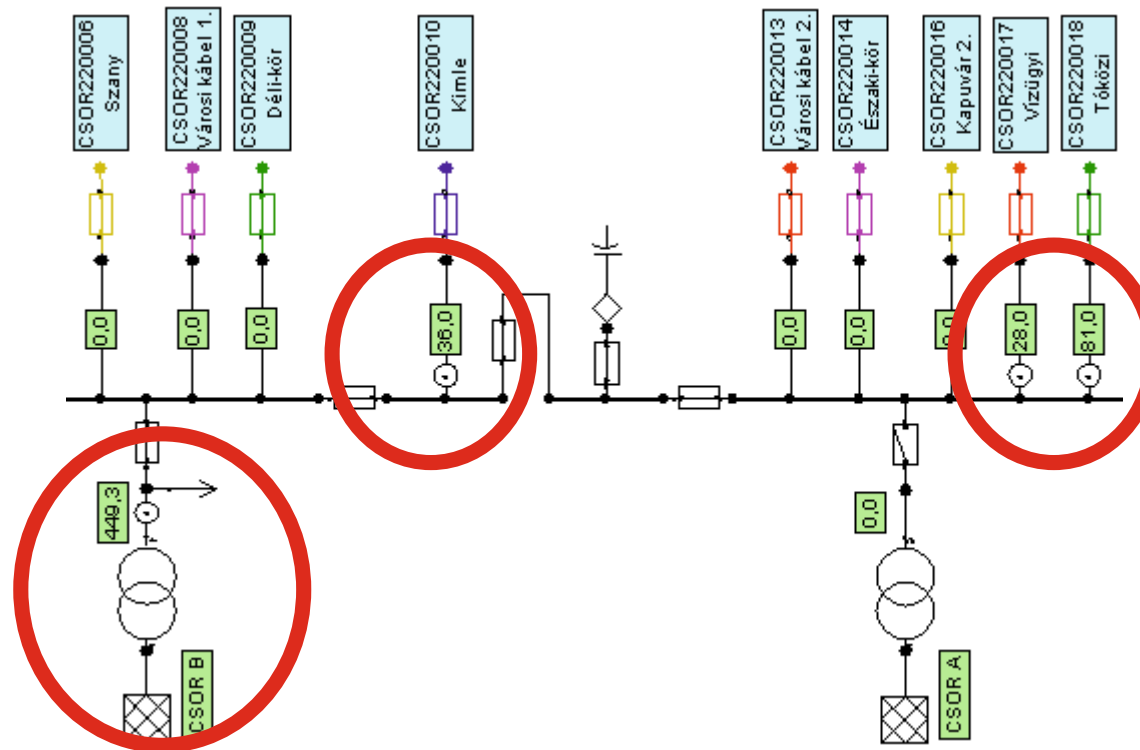 CSOR220006
Szany
CSOR220008
Városi kábel 1.
CSOR220009
Déli-kör
CSOR220010
Kimle
CSOR220013
Városi kábel 2.
CSOR220014
Északi-kör
CSOR220016
Kapuvár 2.
CSOR220017
Vízügyi
CSOR220018
Tóközi
0,0
0,0
0,0
36,0
0,0
0,0
0,0
28,0
81,0
449,3
0,0
CSOR B
CSOR A